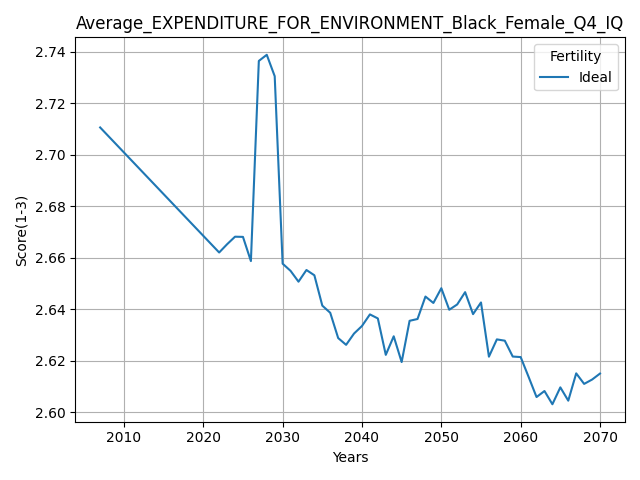 Average_EXPENDITURE_FOR_ENVIRONMENT_Black_Female_Q4_IQ
Fertility
Ideal
Score(1-3)
2.74
2.72
2.70
2.68
2.66
2.64
2.62
2.60
2010 2020 2030 2040 2050 2060 2070
Years